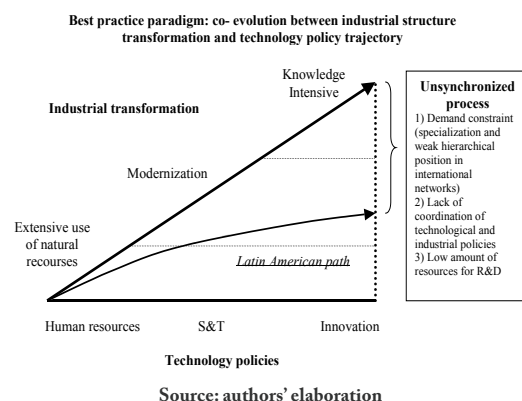 Best practice paradigm: co- evolution between industrial structure
transformation and technology policy trajectory
Knowledge
Intensive
Industrial transformation
Modernization
Extensive use
of natural
recourses
Latin American path
Human resources S&T Innovation
Technology policies
Unsynchronized
process
1) Demand constraint
(specialization and
weak hierarchical
position in
international
networks)
2) Lack of
coordination of
technological and
industrial policies
3) Low amount of
resources for R&D
Source: authors' elaboration